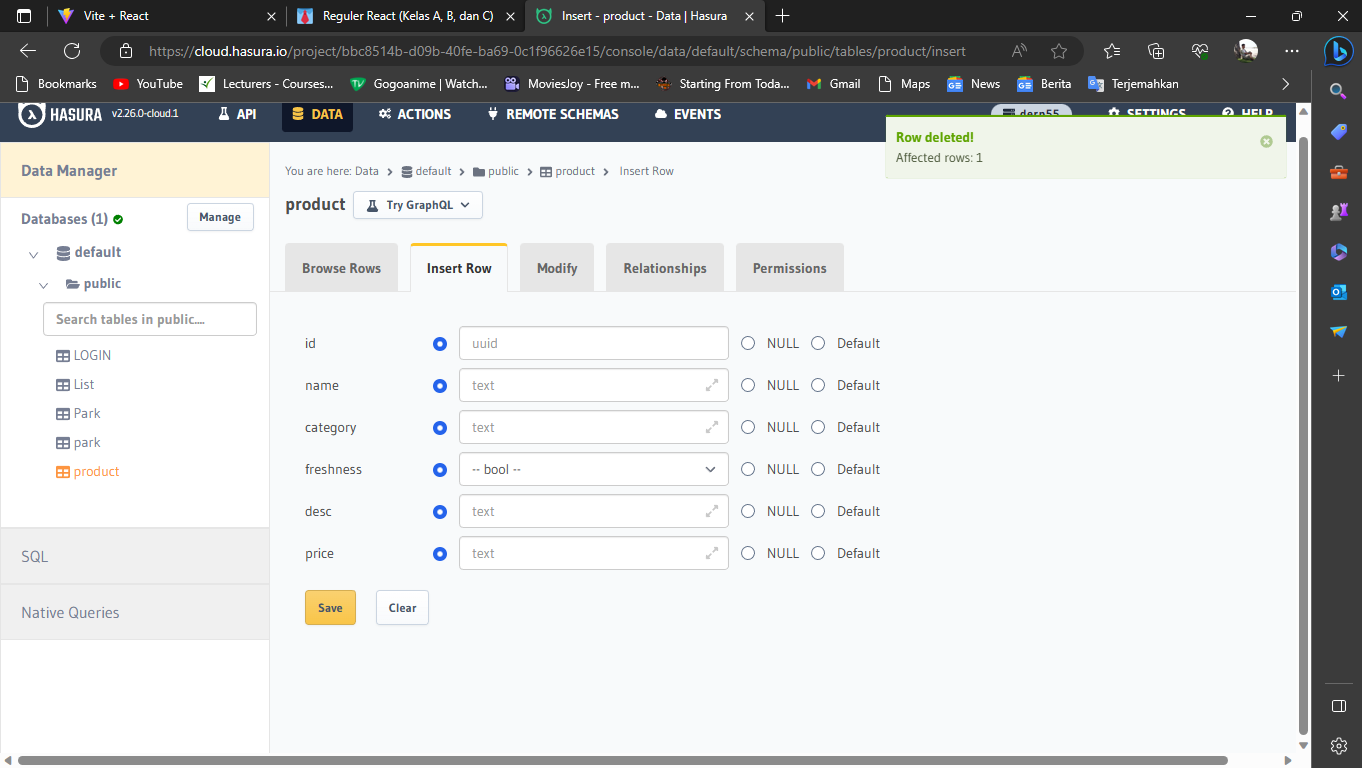 Vite + React
Reguler React (Kelas A, B, dan C)
Insert - product - Data | Hasura
https://cloud.hasura.io/project/bbc8514b-d09b-40fe-ba69-0c1f96626e15/console/data/default/schema/public/tables/product/insert
Bookmarks
YouTube
Lecturers - Courses...
Gogoanime | Watch...
MoviesJoy - Free m...
Starting From Toda...
Gmail
Maps
News
Berita
Terjemahkan
HASURA
v2.26.0-cloud.1
API
DATA
ACTIONS
REMOTE SCHEMAS
EVENTS
dern55
SETTINGS
HELP
Row deleted!
Affected rows: 1
Data Manager
Databases (1)
Manage
default
public
Search tables in public....
LOGIN
List
Park
park
product
SQL
Native Queries
You are here: Data > default > public > product > Insert Row
product
Try GraphQL
Browse Rows
Insert Row
Modify
Relationships
Permissions
id uuid NULL Default
name text NULL Default
category text NULL Default
freshness -- bool -- NULL Default
desc text NULL Default
price text NULL Default
Save
Clear